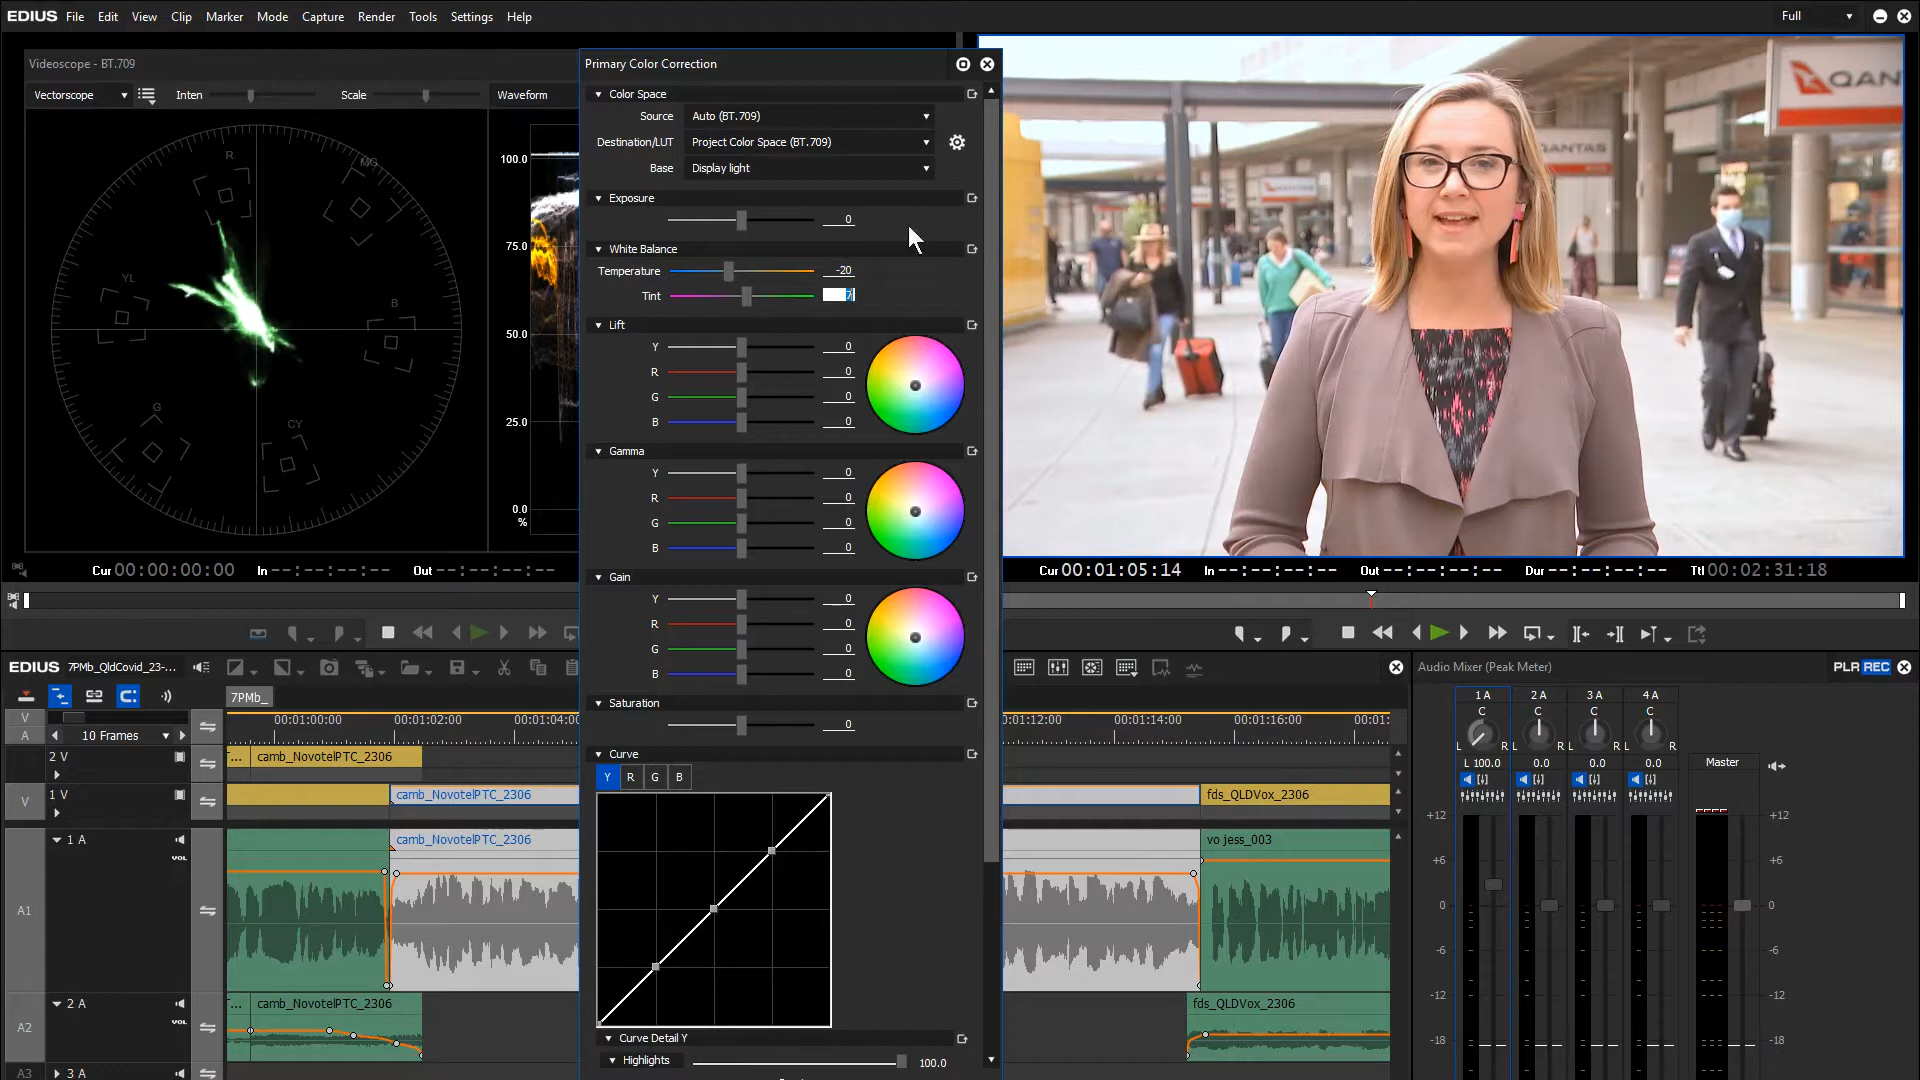 EDIUS File Edit View Clip Marker Mode Capture Render Tools Settings Help Full
Videoscope - BT.709
Vectorscope Inten Scale Waveform
R MG YL B G CY
100.0
75.0
50.0
25.0
0.0
%
Cur 00:00:00:00 In --:--:--:-- Out --:--:--:--
Primary Color Correction
Color Space
Source Auto (BT.709)
Destination/LUT Project Color Space (BT.709)
Base Display light
Exposure
0
White Balance
Temperature -20
Tint 7
Lift
Y 0
R 0
G 0
B 0
Gamma
Y 0
R 0
G 0
B 0
Gain
Y 0
R 0
G 0
B 0
Saturation
0
Curve
Y R G B
Curve Detail Y
Highlights 100.0
QAN
QANTAS
Cur 00:01:05:14 In --:--:--:-- Out --:--:--:-- Dur --:--:--:-- Ttl 00:02:31:18
EDIUS 7PMb_QldCovid_23-...
7PMb_
V
A
10 Frames
00:01:00:00 00:01:02:00 00:01:04:00 0:01:12:00 00:01:14:00 00:01:16:00 00:01:
2 V T... camb_NovotelPTC_2306
V 1 V camb_NovotelPTC_2306 fds_QLDVox_2306
1 A camb_NovotelPTC_2306 vo jess_003
VOL
A1
2 A T... camb_NovotelPTC_2306 fds_QLDVox_2306
VOL
A2
A3 3 A
Audio Mixer (Peak Meter) PLR REC
1 A 2 A 3 A 4 A
C C C C
L R L R L R L R
L 100.0 0.0 0.0 0.0 Master
+12 +12
+6 +6
0 0
-6 -6
-12 -12
-18 -18